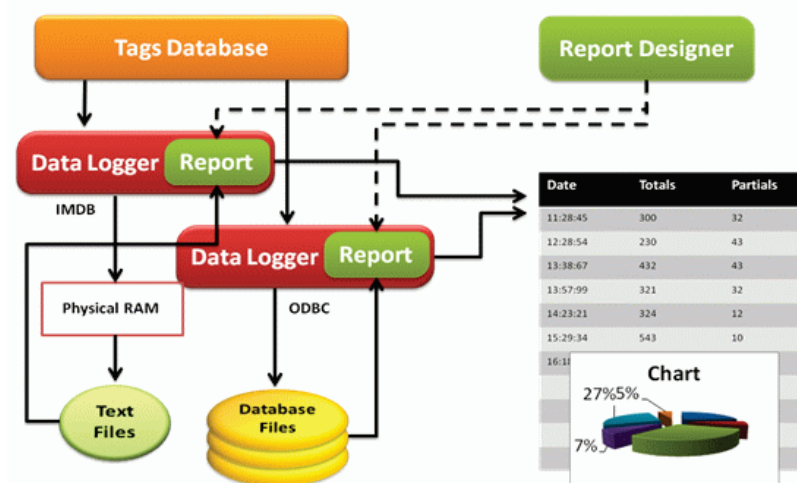 Tags Database
Report Designer
Data Logger
Report
IMDB
Data Logger
Report
Physical RAM
ODBC
Text
Files
Database
Files
Date Totals Partials
11:28:45 300 32
12:28:54 230 43
13:38:67 432 43
13:57:99 321 32
14:23:21 324 12
15:29:34 543 10
Chart
27% 5%
7%